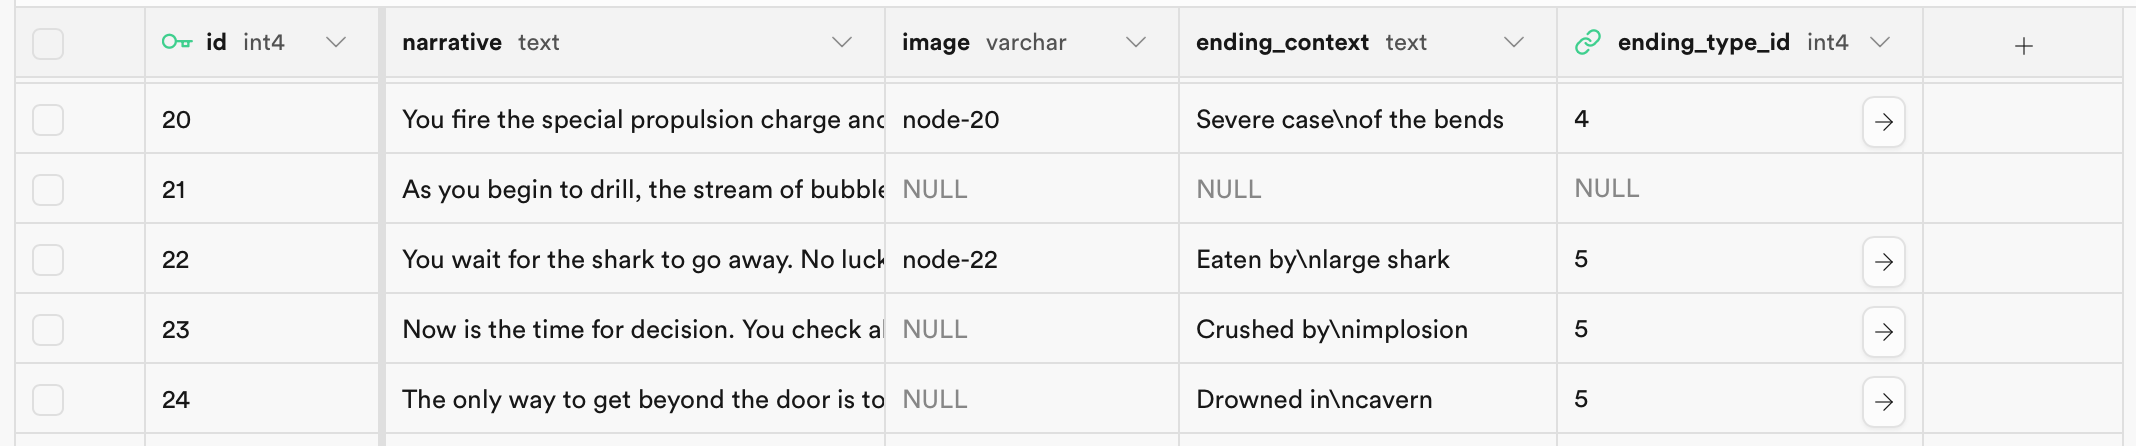 id int4 narrative text image varchar ending_context text ending_type_id int4 +
20 You fire the special propulsion charge and node-20 Severe case\nof the bends 4
21 As you begin to drill, the stream of bubble NULL NULL NULL
22 You wait for the shark to go away. No luck node-22 Eaten by\nlarge shark 5
23 Now is the time for decision. You check al NULL Crushed by\nimplosion 5
24 The only way to get beyond the door is to NULL Drowned in\ncavern 5